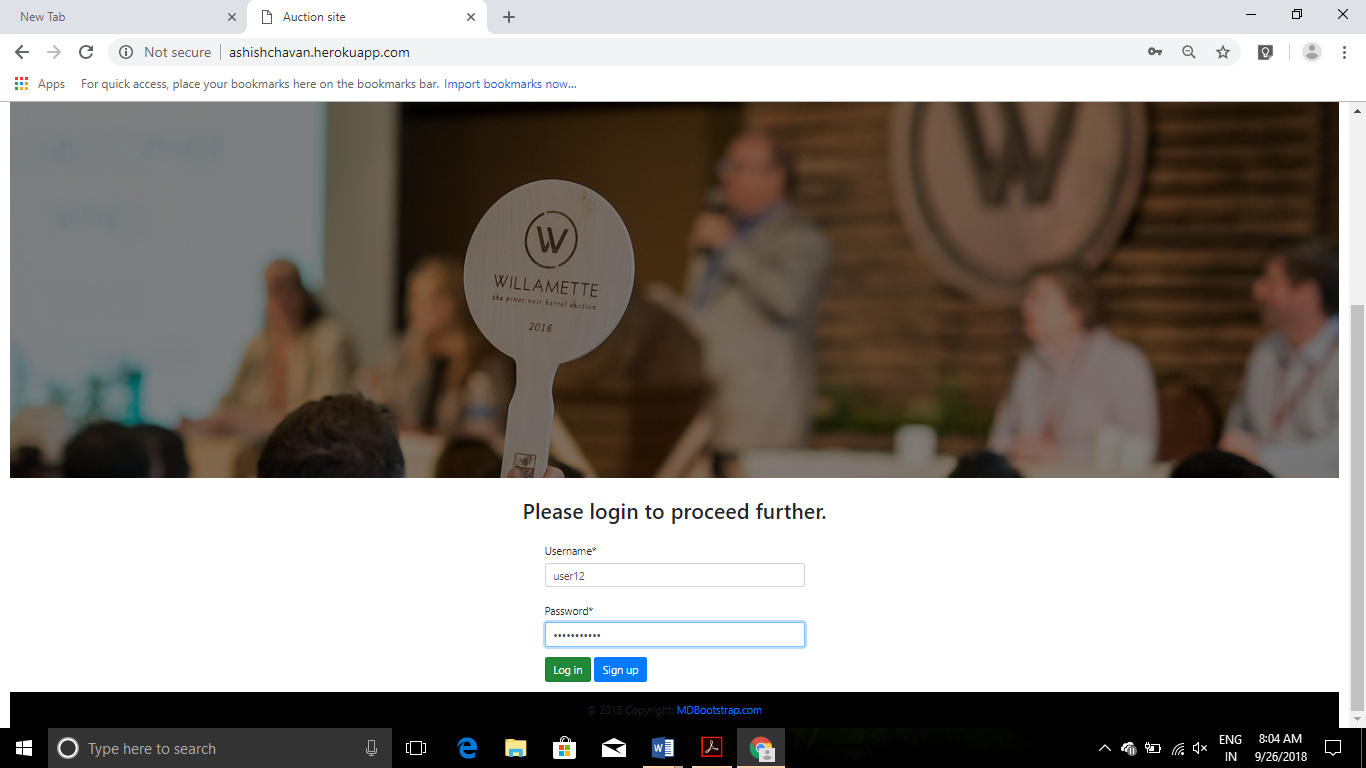 New Tab
Auction site
Not secure
ashishchavan.herokuapp.com
Apps
For quick access, place your bookmarks here on the bookmarks bar. Import bookmarks now...
W
W
WILLAMETTE
the pinot noir barrel auction
2016
Please login to proceed further.
Username*
user12
Password*
•••••••••••
Log in Sign up
© 2018 Copyright: MDBootstrap.com
Type here to search
ENG
IN
8:04 AM
9/26/2018